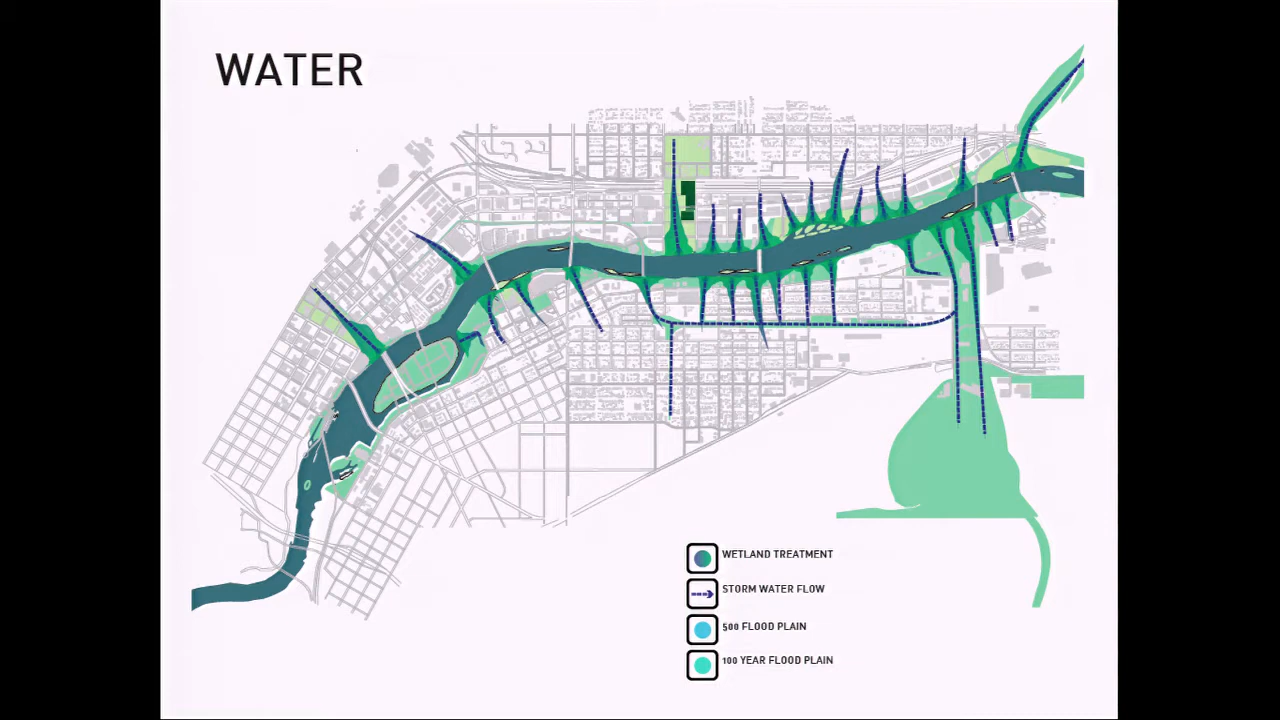 WATER
WETLAND TREATMENT
STORM WATER FLOW
500 FLOOD PLAIN
100 YEAR FLOOD PLAIN